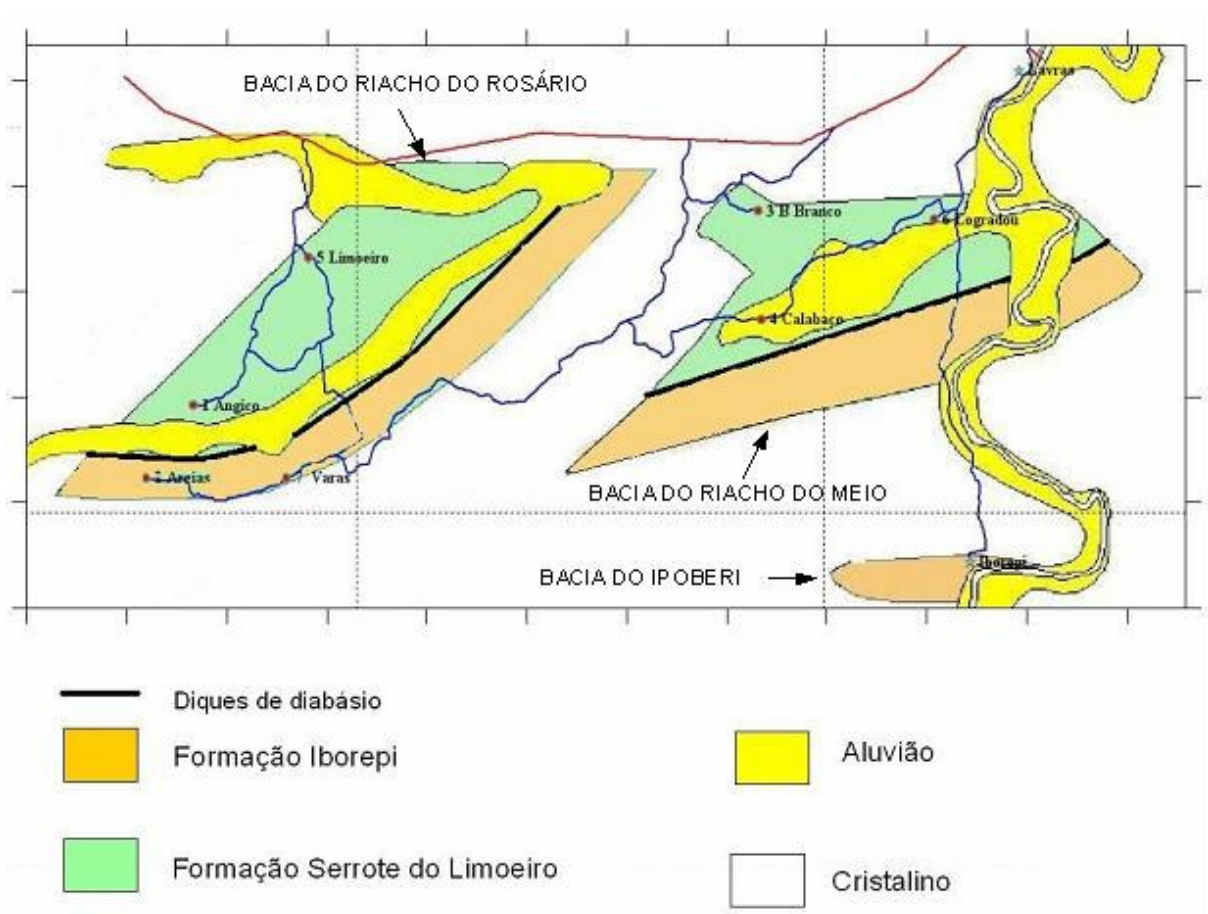 Lavras
BACIA DO RIACHO DO ROSÁRIO
3 B Branco
6 Logradou
5 Limoeiro
4 Calabaço
1 Angico
2 Areias
7 Varas
BACIA DO RIACHO DO MEIO
BACIA DO IPOBERI
Iborepi
Diques de diabásio
Formação Iborepi
Aluvião
Formação Serrote do Limoeiro
Cristalino